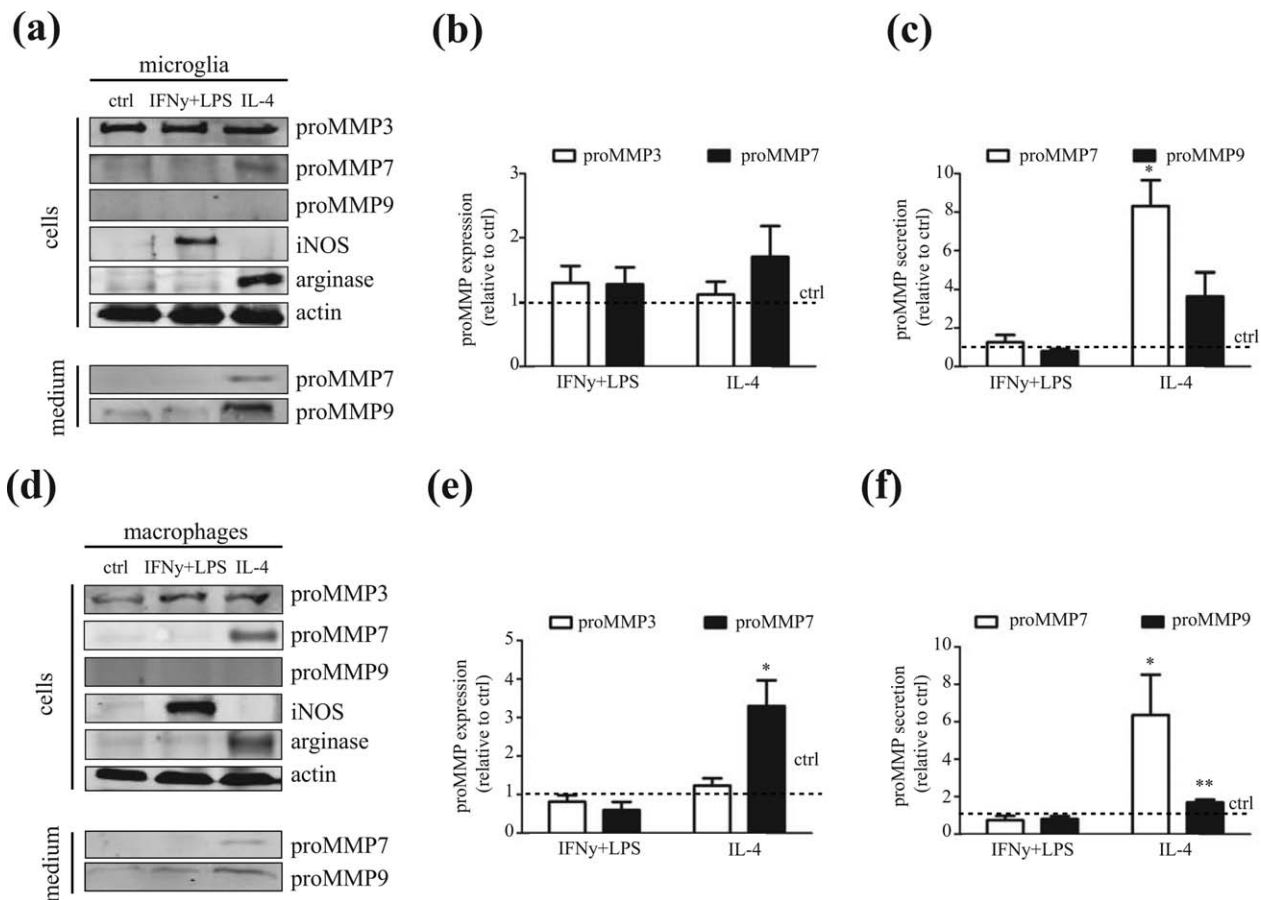 (a)
microglia
ctrl IFNy+LPS IL-4
cells
proMMP3
proMMP7
proMMP9
iNOS
arginase
actin
medium
proMMP7
proMMP9
(b)
proMMP3 proMMP7
proMMP expression
(relative to ctrl)
3
2
1
0
ctrl
IFNy+LPS IL-4
(c)
proMMP7 proMMP9
proMMP secretion
(relative to ctrl)
10
8
6
4
2
0
*
ctrl
IFNy+LPS IL-4
(d)
macrophages
ctrl IFNy+LPS IL-4
cells
proMMP3
proMMP7
proMMP9
iNOS
arginase
actin
medium
proMMP7
proMMP9
(e)
proMMP3 proMMP7
proMMP expression
(relative to ctrl)
5
4
3
2
1
0
*
ctrl
IFNy+LPS IL-4
(f)
proMMP7 proMMP9
proMMP secretion
(relative to ctrl)
10
8
6
4
2
0
*
**
ctrl
IFNy+LPS IL-4